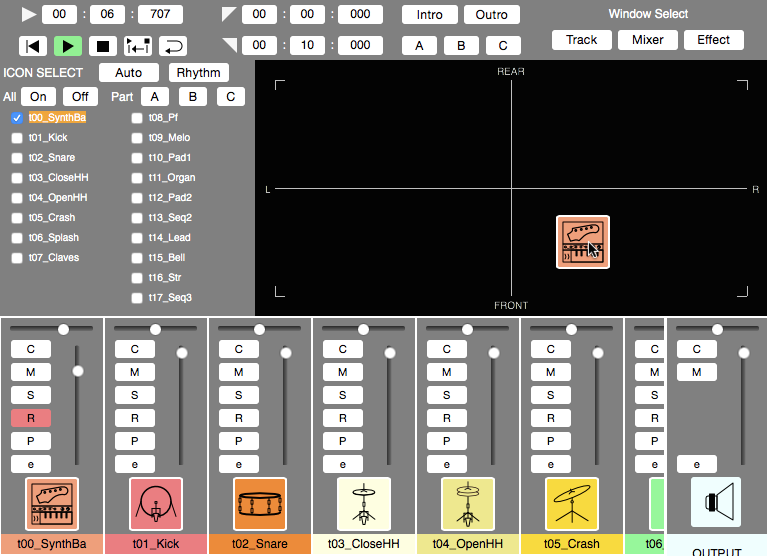 00 : 06 : 707 00 : 00 : 000 Intro Outro Window Select
00 : 10 : 000 A B C Track Mixer Effect
ICON SELECT Auto Rhythm
All On Off Part A B C
t00_SynthBa t08_Pf
t01_Kick t09_Melo
t02_Snare t10_Pad1
t03_CloseHH t11_Organ
t04_OpenHH t12_Pad2
t05_Crash t13_Seq2
t06_Splash t14_Lead
t07_Claves t15_Bell
t16_Str
t17_Seq3
REAR
L R
FRONT
C C C C C C C C
M M M M M M M M
S S S S S S S
R R R R R R R
P P P P P P P
e e e e e e e e
t00_SynthBa t01_Kick t02_Snare t03_CloseHH t04_OpenHH t05_Crash t06_ OUTPUT